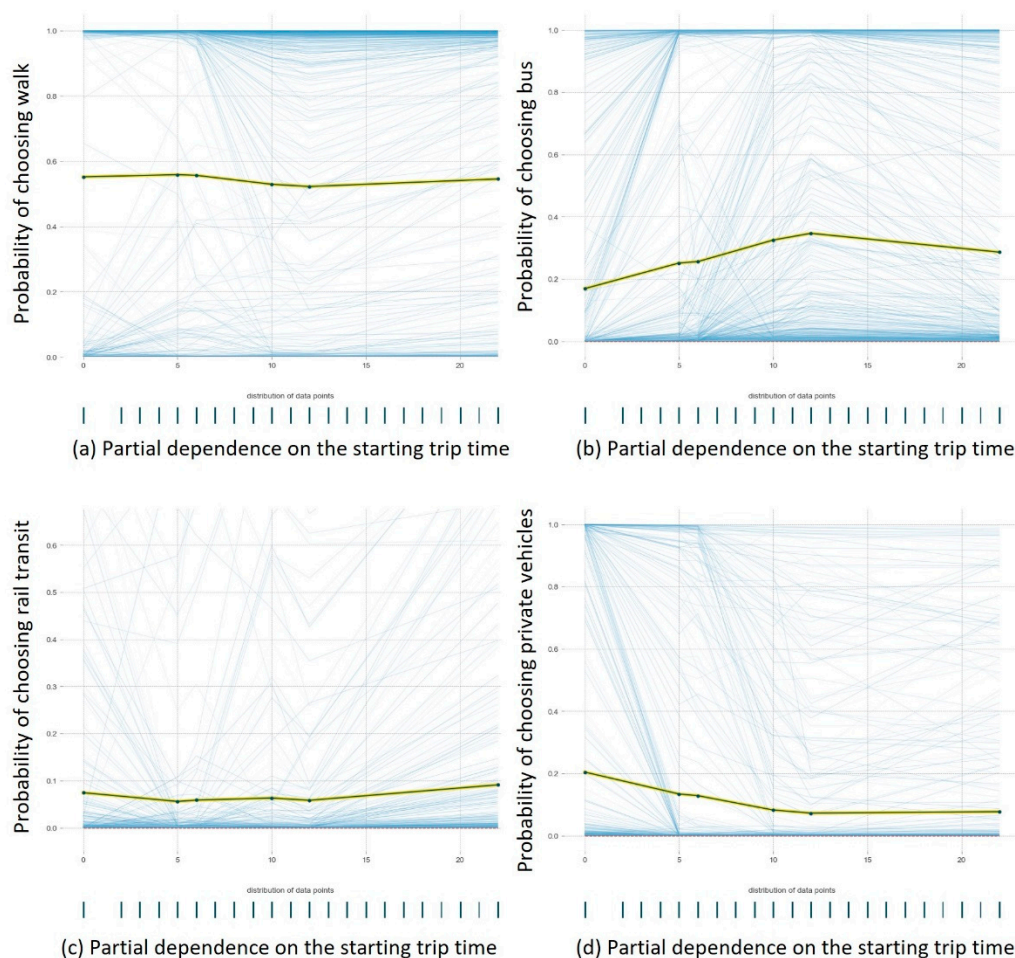 Probability of choosing walk
1.0
0.8
0.6
0.4
0.2
0.0
0 5 10 15 20
distribution of data points
(a) Partial dependence on the starting trip time
Probability of choosing bus
1.0
0.8
0.6
0.4
0.2
0.0
0 5 10 15 20
distribution of data points
(b) Partial dependence on the starting trip time
Probability of choosing rail transit
0.6
0.5
0.4
0.3
0.2
0.1
0.0
0 5 10 15 20
distribution of data points
(c) Partial dependence on the starting trip time
Probability of choosing private vehicles
1.0
0.8
0.6
0.4
0.2
0.0
0 5 10 15 20
distribution of data points
(d) Partial dependence on the starting trip time